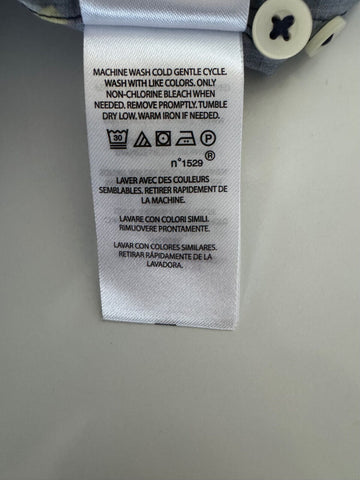 MACHINE WASH COLD GENTLE CYCLE.
WASH WITH LIKE COLORS. ONLY
NON-CHLORINE BLEACH WHEN
NEEDED. REMOVE PROMPTLY. TUMBLE
DRY LOW. WARM IRON IF NEEDED.
30 P
n°1529 ®
LAVER AVEC DES COULEURS
SEMBLABLES. RETIRER RAPIDEMENT DE
LA MACHINE.
LAVARE CON COLORI SIMILI.
RIMUOVERE PRONTAMENTE.
LAVAR CON COLORES SIMILARES.
RETIRAR RÁPIDAMENTE DE LA
LAVADORA.